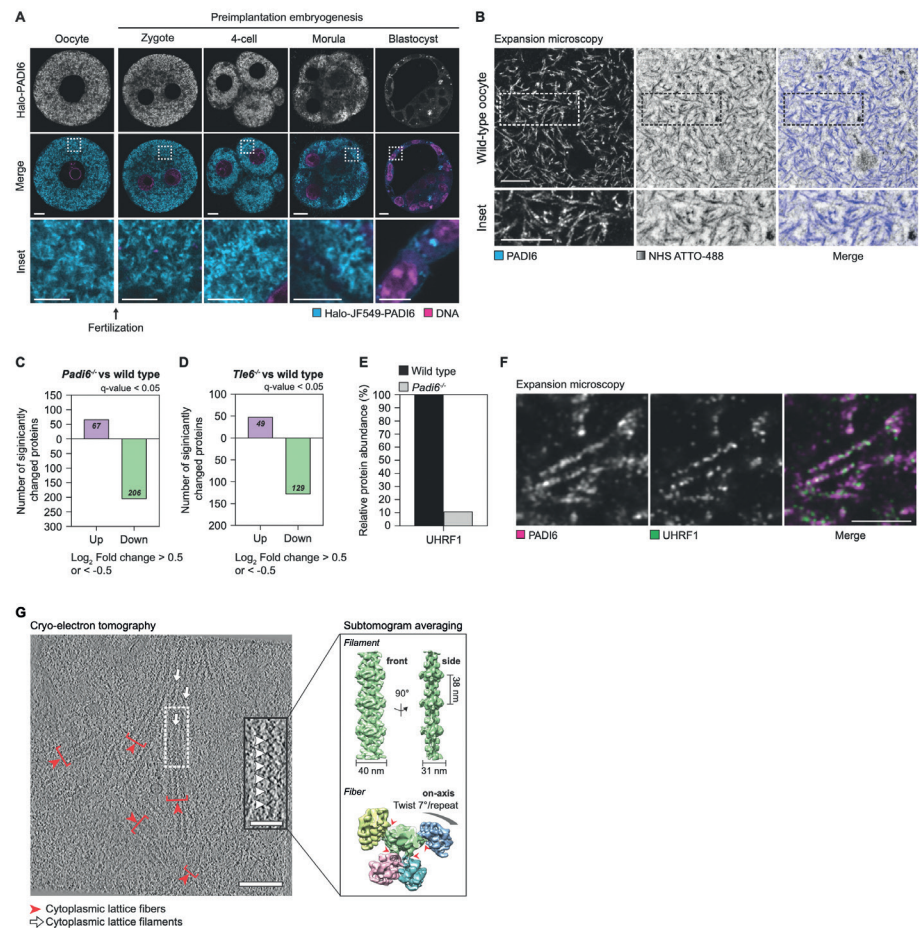 A
Preimplantation embryogenesis
Oocyte Zygote 4-cell Morula Blastocyst
Halo-PADI6
Merge
Inset
Fertilization
Halo-JF549-PADI6 DNA
B
Expansion microscopy
Wild-type oocyte
Inset
PADI6 NHS ATTO-488 Merge
C
Padi6-/- vs wild type
q-value < 0.05
Number of siginicantly
changed proteins
150
100
50
0
50
100
150
200
250
300
67
206
Up Down
Log2 Fold change > 0.5
or < -0.5
D
Tle6-/- vs wild type
q-value < 0.05
Number of siginicantly
changed proteins
100
50
0
50
100
150
200
49
129
Up Down
Log2 Fold change > 0.5
or < -0.5
E
Wild type
Padi6-/-
Relative protein abundance (%)
100
90
80
70
60
50
40
30
20
10
0
UHRF1
F
Expansion microscopy
PADI6 UHRF1 Merge
G
Cryo-electron tomography
Subtomogram averaging
Filament
front side
90°
38 nm
40 nm 31 nm
Fiber
on-axis
Twist 7°/repeat
Cytoplasmic lattice fibers
Cytoplasmic lattice filaments